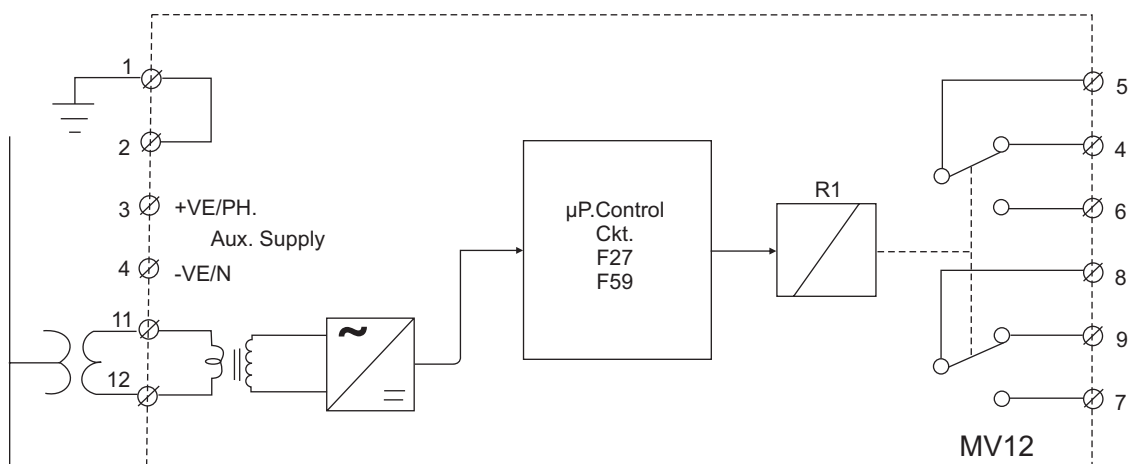 1
2
3
+VE/PH.
Aux. Supply
4
-VE/N
11
12
~
µP.Control
Ckt.
F27
F59
R1
5
4
6
8
9
7
MV12